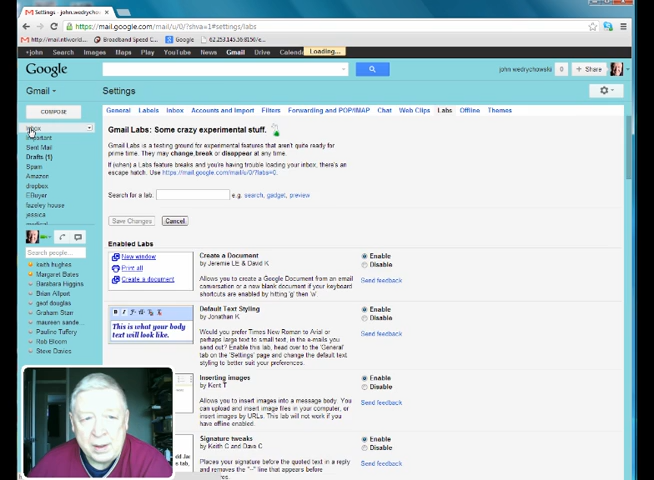 Settings - john.wedrychow...
https://mail.google.com/mail/u/0/?shva=1#settings/labs
Broadband Speed C...
Google
+John Search Images Maps Play YouTube News Gmail Drive Calenda
Loading...
Google
john wedrychowski 0 + Share
Gmail
Settings
COMPOSE
General Labels Inbox Accounts and Import Filters Forwarding and POP/IMAP Chat Web Clips Labs Offline Themes
Inbox
Important
Sent Mail
Drafts (1)
Spam
Amazon
dropbox
EBuyer
fazeley house
jessica
medical
Search people...
keith hughes
Margaret Bates
Barabara Higgins
Brian Allport
geof douglas
Graham Starr
maureen sande...
Pauline Tuffery
Rob Bloom
Steve Davies
Gmail Labs: Some crazy experimental stuff.
Gmail Labs is a testing ground for experimental features that aren't quite ready for
prime time. They may change, break or disappear at any time.
If (when) a Labs feature breaks and you're having trouble loading your inbox, there's an
escape hatch. Use https://mail.google.com/mail/u/0/?labs=0.
Search for a lab: e.g. search, gadget, preview
Save Changes Cancel
Enabled Labs
New window
Print all
Create a document
Create a Document
by Jeremie LE & David K
Enable
Disable
Allows you to create a Google Document from an email
conversation or a new blank document if your keyboard
shortcuts are enabled by hitting 'g' then 'w'
Send feedback
This is what your body
text will look like.
Default Text Styling
by Jonathan K
Enable
Disable
Would you prefer Times New Roman to Arial or
perhaps large text to small text, in the e-mails you
send out? Enable this lab, head over to the 'General'
tab on the 'Settings' page and change the default text
styling to better suit your preferences.
Send feedback
Inserting images
by Kent T
Enable
Disable
Allows you to insert images into a message body. You
can upload and insert image files in your computer, or
insert images by URLs. This lab will not work if you
have offline enabled.
Send feedback
Signature tweaks
by Keith C and Dave C
Enable
Disable
Places your signature before the quoted text in a reply
and removes the "--" line that appears before
Send feedback